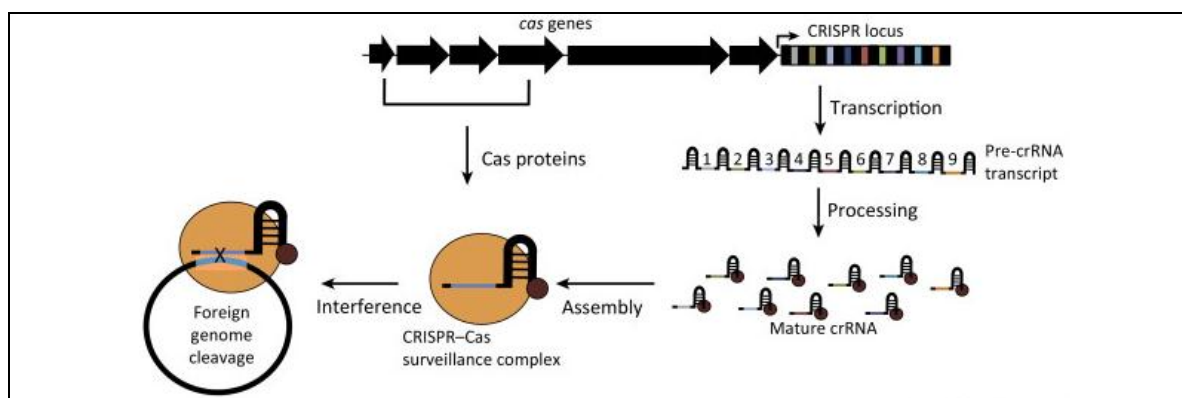 cas genes
CRISPR locus
Transcription
Cas proteins
1 2 3 4 5 6 7 8 9
Pre-crRNA
transcript
Processing
Interference
Assembly
Foreign
genome
cleavage
CRISPR–Cas
surveillance complex
Mature crRNA
X